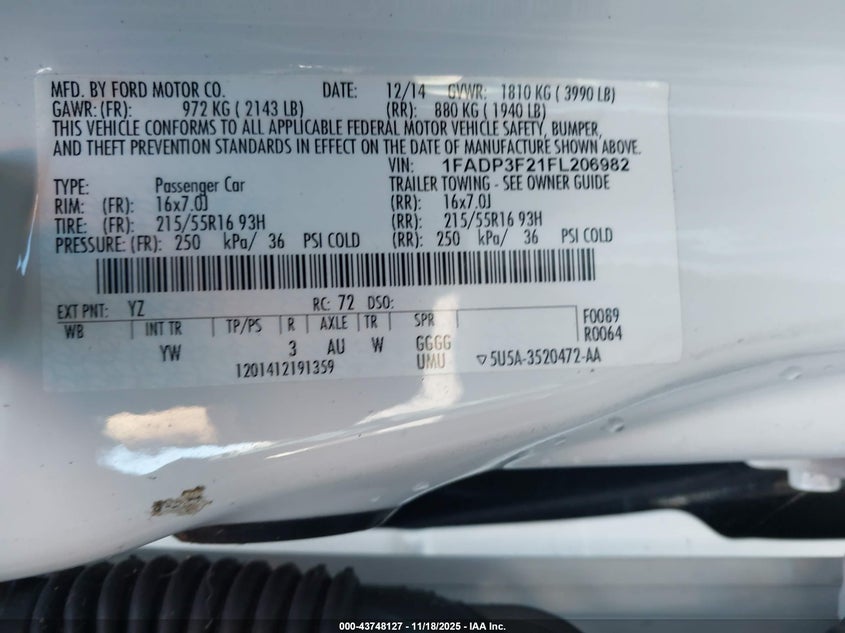 MFD. BY FORD MOTOR CO. DATE: 12/14 GVWR: 1810 KG ( 3990 LB)
GAWR: (FR): 972 KG ( 2143 LB) (RR): 880 KG ( 1940 LB)
THIS VEHICLE CONFORMS TO ALL APPLICABLE FEDERAL MOTOR VEHICLE SAFETY, BUMPER,
AND THEFT PREVENTION STANDARDS IN EFFECT ON THE DATE OF MANUFACTURE SHOWN ABOVE.
VIN: 1FADP3F21FL206982
TYPE: Passenger Car TRAILER TOWING - SEE OWNER GUIDE
RIM: (FR): 16x7.0J (RR): 16x7.0J
TIRE: (FR): 215/55R16 93H (RR): 215/55R16 93H
PRESSURE: (FR): 250 kPa/ 36 PSI COLD (RR): 250 kPa/ 36 PSI COLD
EXT PNT: YZ RC: 72 DSO: F0089
WB INT TR TP/PS R AXLE TR SPR R0064
YW 3 AU W GGGG
1201412191359 UMU ▽5U5A-3520472-AA
000-43748127 - 11/18/2025 - IAA Inc.